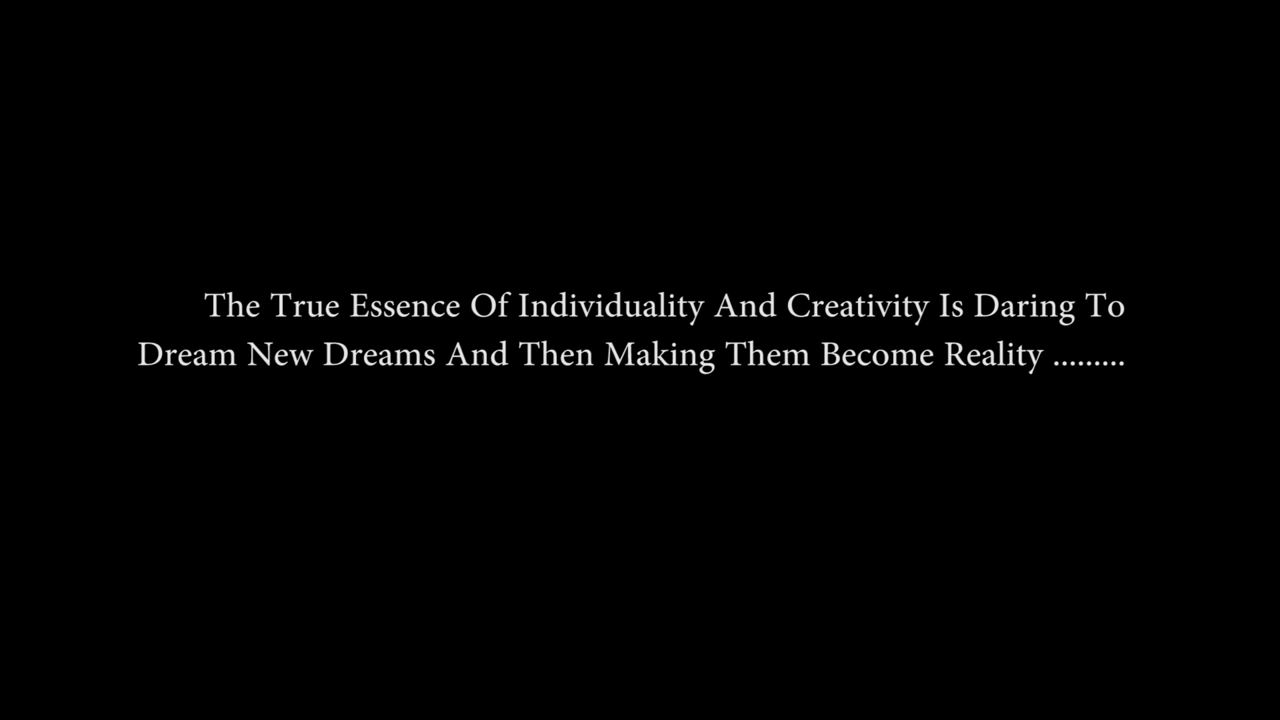 The True Essence Of Individuality And Creativity Is Daring To
Dream New Dreams And Then Making Them Become Reality .........